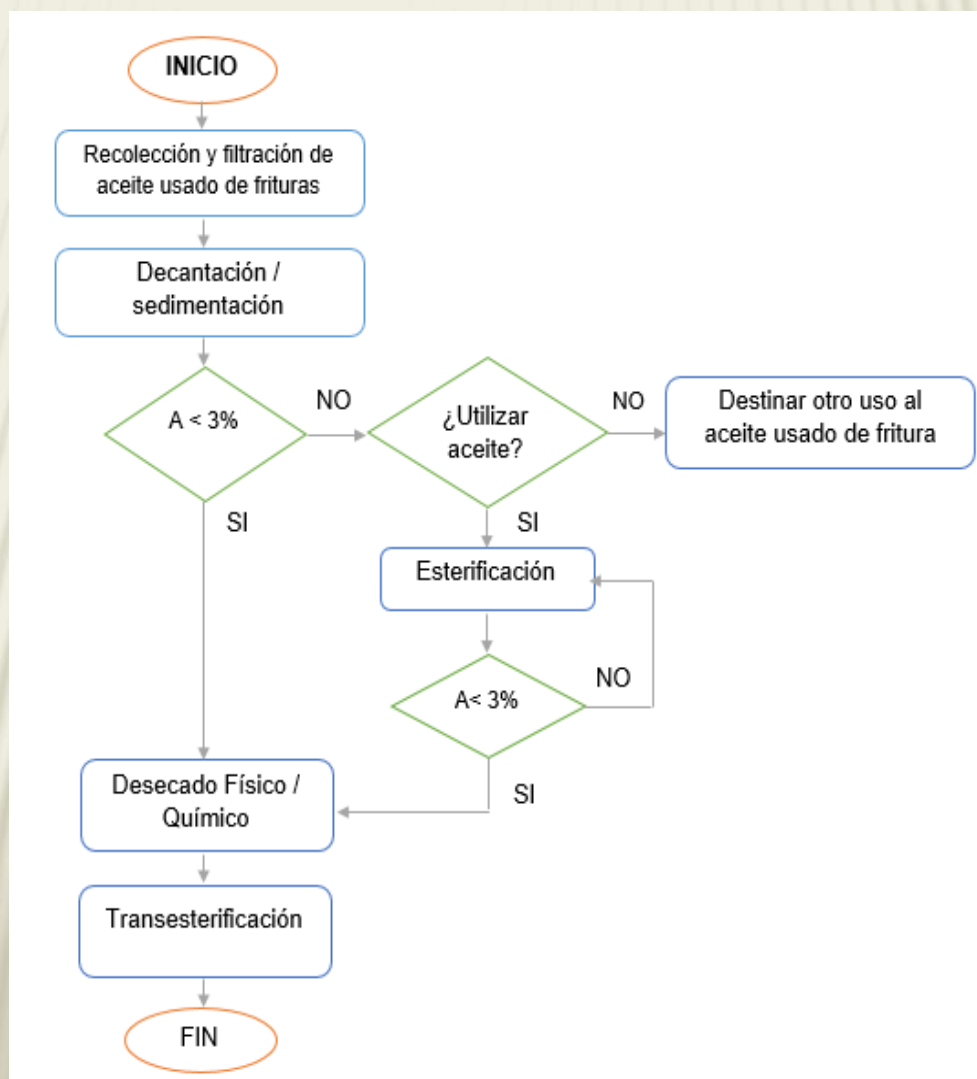 INICIO
Recolección y filtración de
aceite usado de frituras
Decantación /
sedimentación
A < 3%
NO
¿Utilizar
aceite?
NO
Destinar otro uso al
aceite usado de fritura
SI
SI
Esterificación
A< 3%
NO
SI
Desecado Físico /
Químico
Transesterificación
FIN